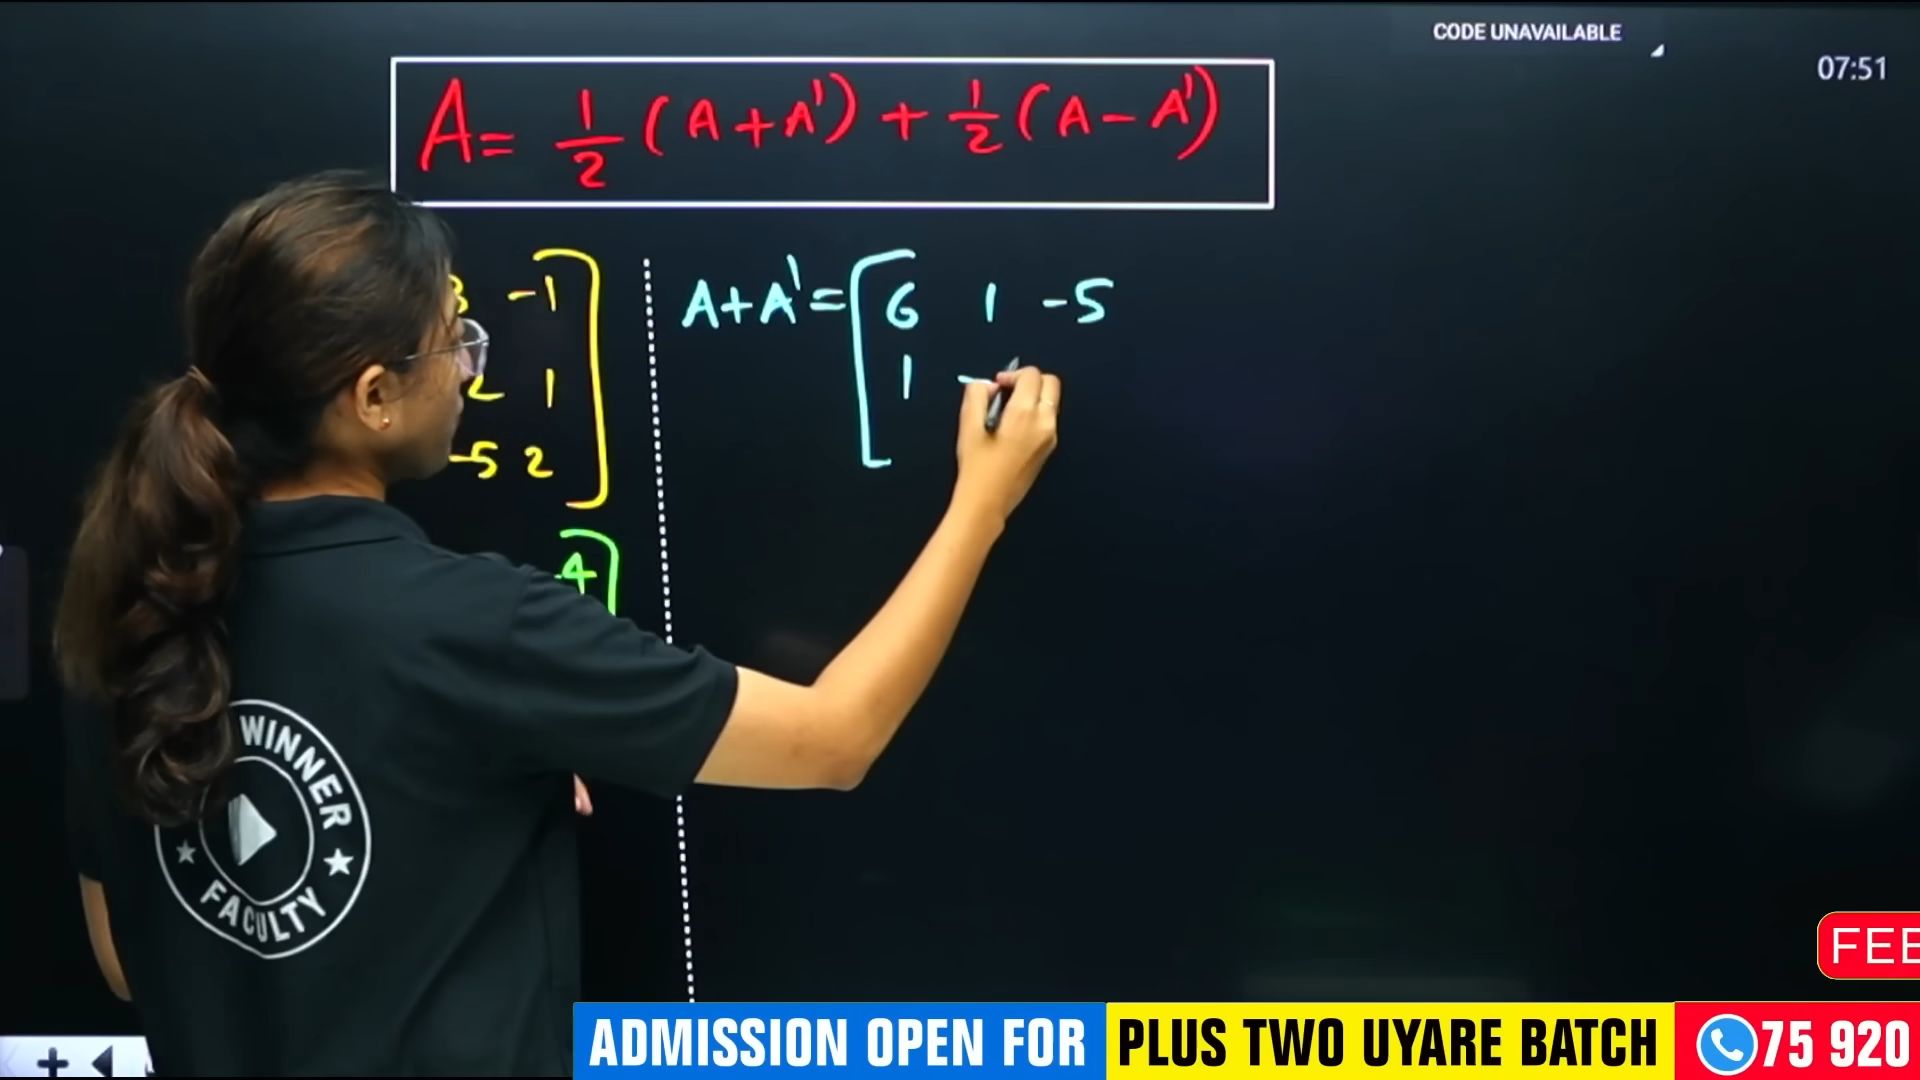 CODE UNAVAILABLE
07:51
A = 1/2 (A + A') + 1/2 (A - A')
-1
1
-5 2
A+A' = [ 6 1 -5
1 -
4
WINNER
FACULTY
FEE
ADMISSION OPEN FOR PLUS TWO UYARE BATCH 75 920